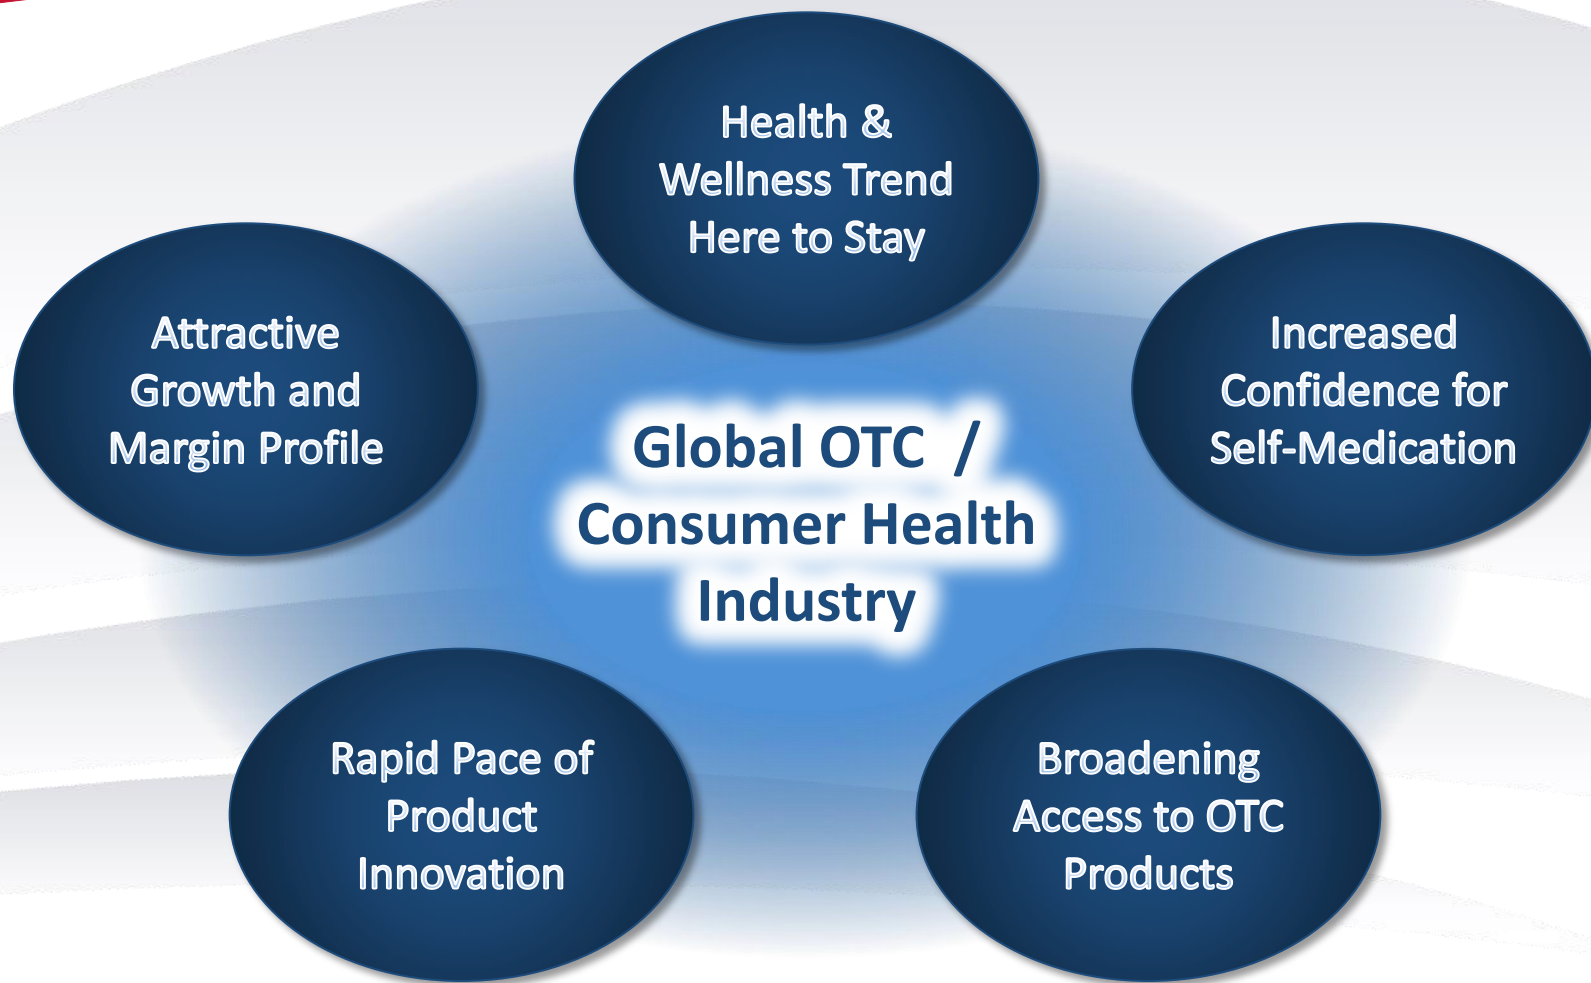 Health &
Wellness Trend
Here to Stay
Attractive
Growth and
Margin Profile
Increased
Confidence for
Self-Medication
Global OTC /
Consumer Health
Industry
Rapid Pace of
Product
Innovation
Broadening
Access to OTC
Products